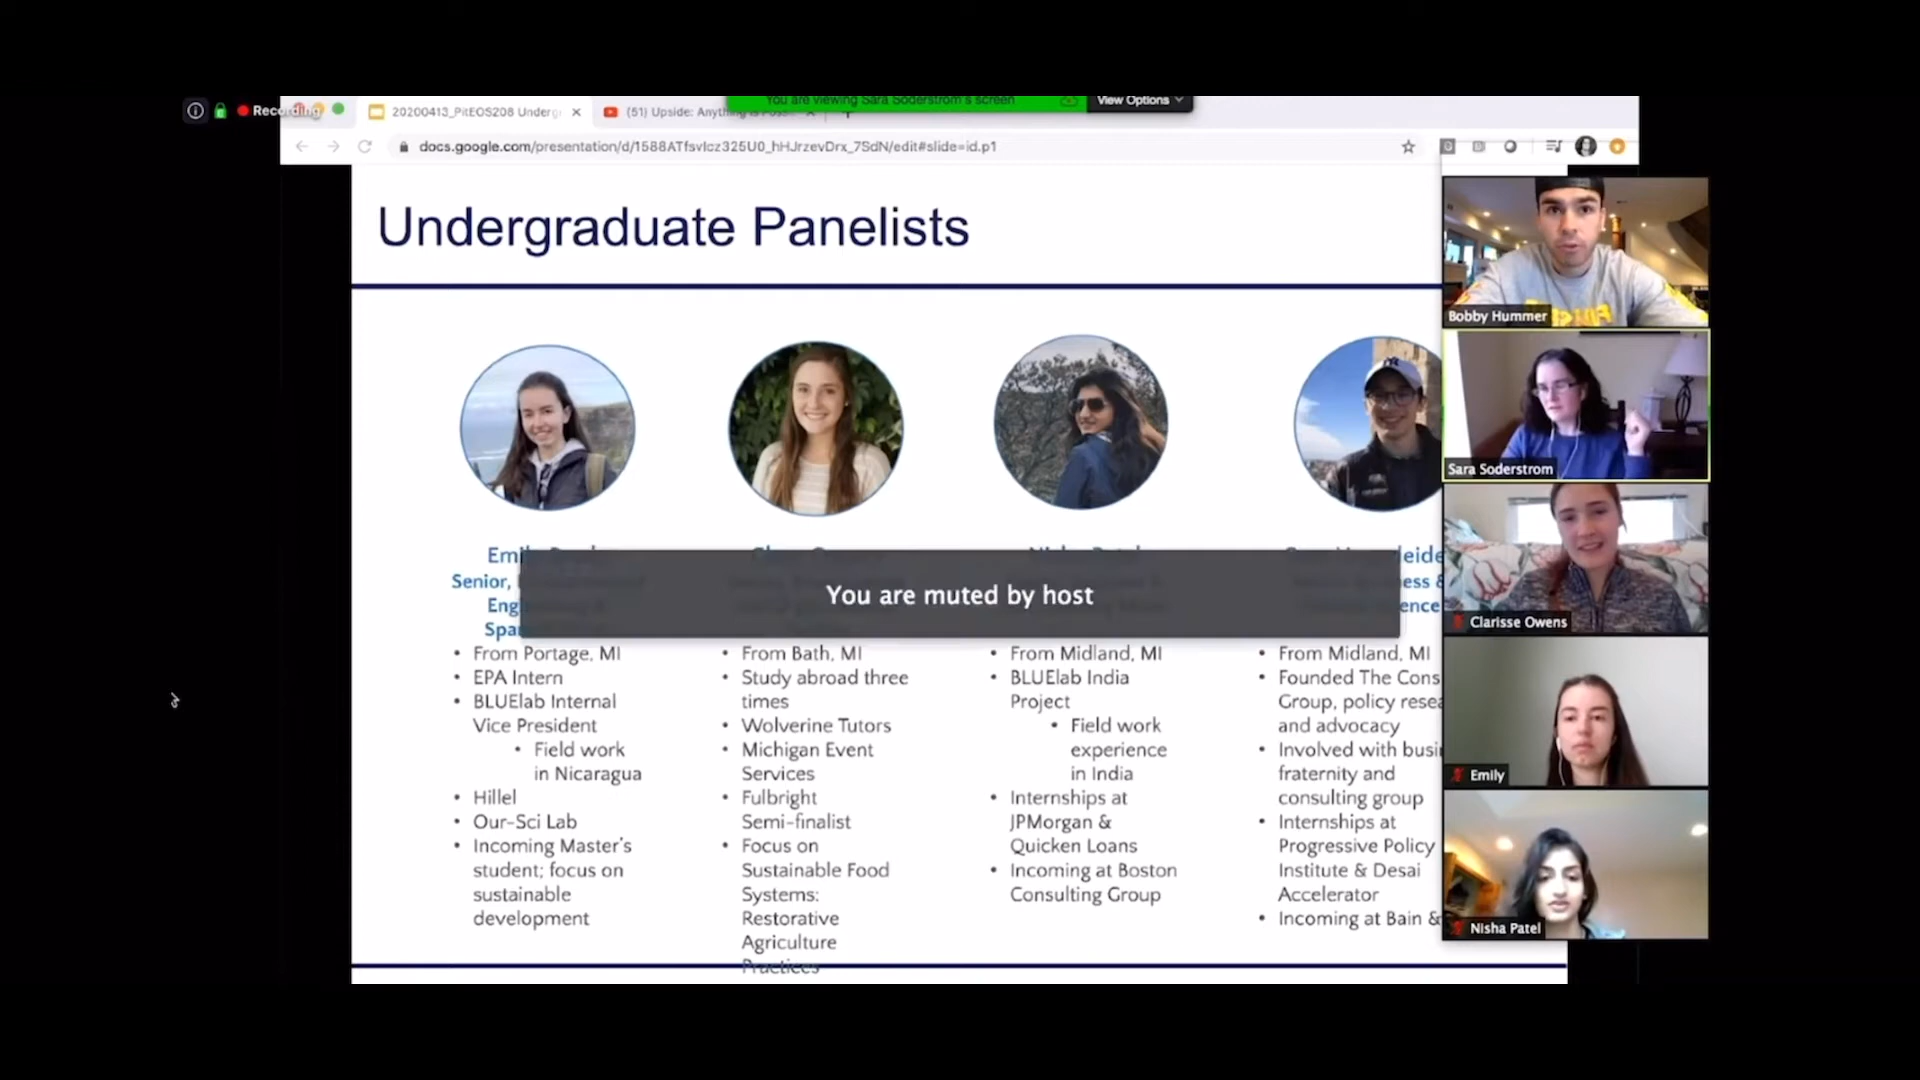 Recording
20200413_PitEOS208 Underg
(51) Upside: Anything
You are viewing Sara Soderstrom's screen
View Options
docs.google.com/presentation/d/1588ATfsvIcz325U0_hHJrzevDrx_7SdN/edit#slide=id.p1
Undergraduate Panelists
Senior,
You are muted by host
• From Portage, MI
• EPA Intern
• BLUElab Internal
Vice President
• Field work
in Nicaragua
• Hillel
• Our-Sci Lab
• Incoming Master's
student; focus on
sustainable
development
• From Bath, MI
• Study abroad three
times
• Wolverine Tutors
• Michigan Event
Services
• Fulbright
Semi-finalist
• Focus on
Sustainable Food
Systems:
Restorative
Agriculture
Practices
• From Midland, MI
• BLUElab India
Project
• Field work
experience
in India
• Internships at
JPMorgan &
Quicken Loans
• Incoming at Boston
Consulting Group
• From Midland, MI
• Founded The Cons
Group, policy resea
and advocacy
• Involved with busi
fraternity and
consulting group
• Internships at
Progressive Policy
Institute & Desai
Accelerator
• Incoming at Bain &
Bobby Hummer
Sara Soderstrom
Clarisse Owens
Emily
Nisha Patel